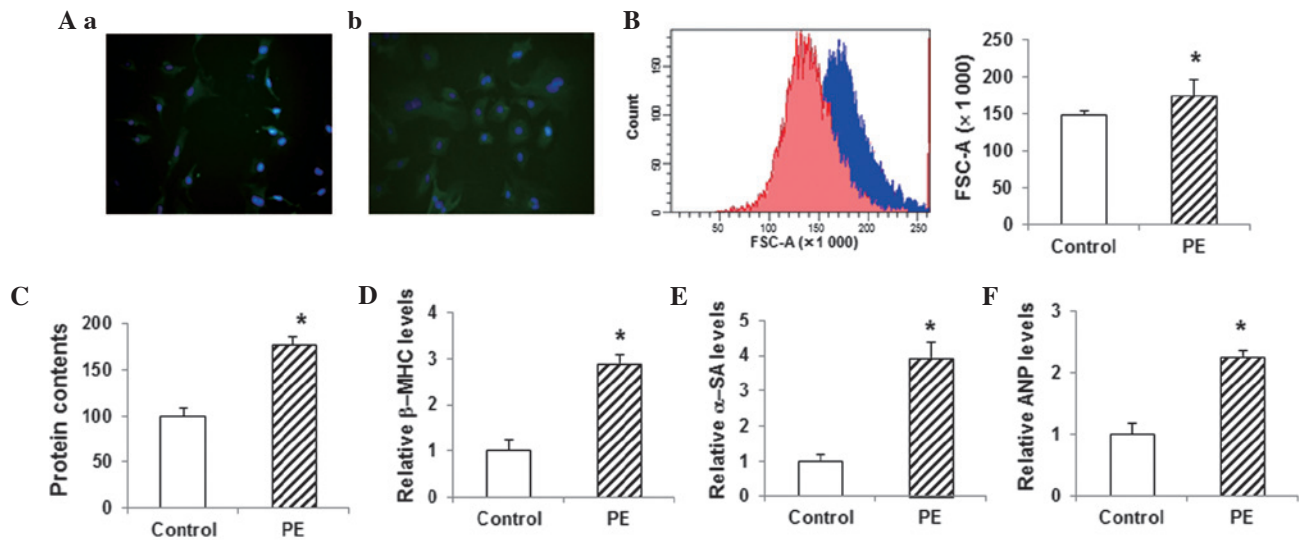 A a
b
B
Count
0
50
100
150
50
100
150
200
250
FSC-A (×1 000)
FSC-A (× 1 000)
250
200
150
100
50
0
*
Control
PE
C
Protein contents
200
150
100
50
0
*
Control
PE
D
Relative β–MHC levels
4
3
2
1
0
*
Control
PE
E
Relative α–SA levels
5
4
3
2
1
0
*
Control
PE
F
Relative ANP levels
3
2
1
0
*
Control
PE